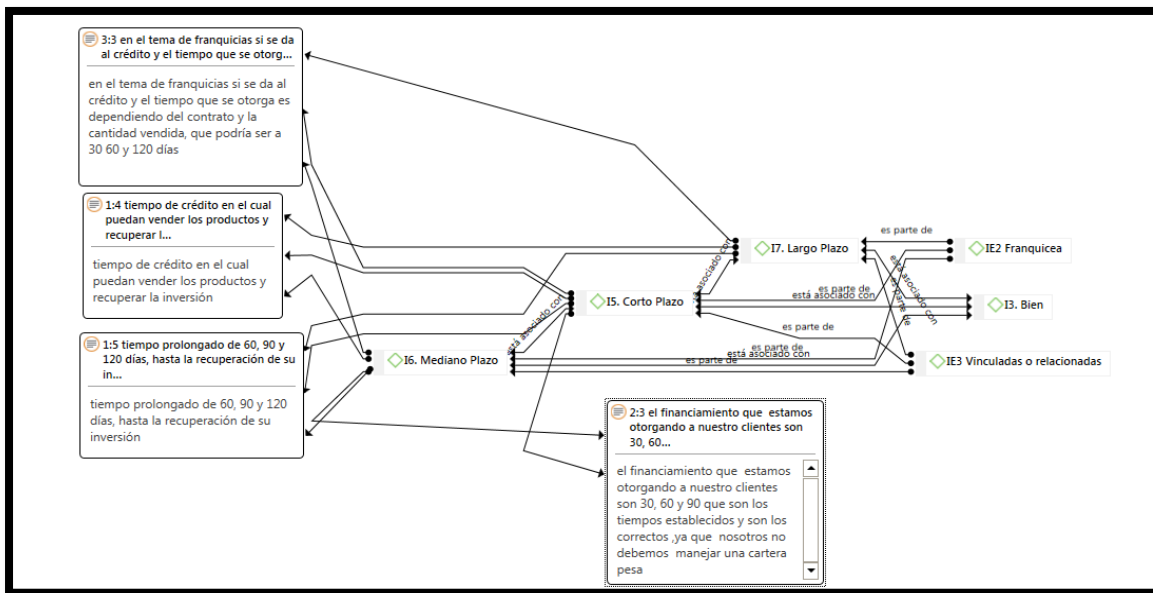 3:3 en el tema de franquicias si se da
al crédito y el tiempo que se otorg...
en el tema de franquicias si se da al
crédito y el tiempo que se otorga es
dependiendo del contrato y la
cantidad vendida, que podría ser a
30 60 y 120 días
1:4 tiempo de crédito en el cual
puedan vender los productos y
recuperar l...
tiempo de crédito en el cual
puedan vender los productos y
recuperar la inversión
1:5 tiempo prolongado de 60, 90 y
120 días, hasta la recuperación de su
in...
tiempo prolongado de 60, 90 y 120
días, hasta la recuperación de su
inversión
I7. Largo Plazo
es parte de
IE2 Franquicea
está asociado con
está asociado con
es parte de
I5. Corto Plazo
es parte de
está asociado con
I3. Bien
es parte de
está asociado con
I6. Mediano Plazo
es parte de
está asociado con
es parte de
IE3 Vinculadas o relacionadas
2:3 el financiamiento que estamos
otorgando a nuestro clientes son
30, 60...
el financiamiento que estamos
otorgando a nuestro clientes
son 30, 60 y 90 que son los
tiempos establecidos y son los
correctos ,ya que nosotros no
debemos manejar una cartera
pesa